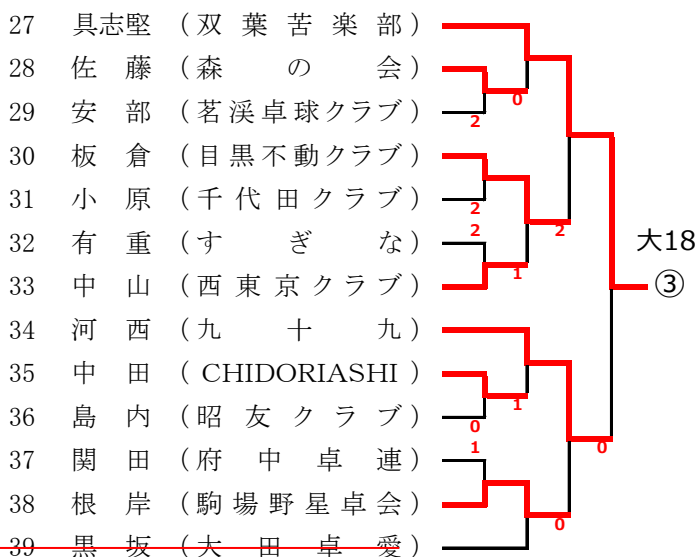 27 具志堅 (双葉苦楽部)
28 佐藤 (森の会)
0
29 安部 (茗渓卓球クラブ)
2
30 板倉 (目黒不動クラブ)
31 小原 (千代田クラブ)
2
32 有重 (すぎな)
2
2
大18
33 中山 (西東京クラブ)
1
③
34 河西 (九十九)
35 中田 (CHIDORIASHI)
1
36 島内 (昭友クラブ)
0
37 関田 (府中卓連)
1
0
38 根岸 (駒場野星卓会)
0
39 黒坂 (大田卓愛)